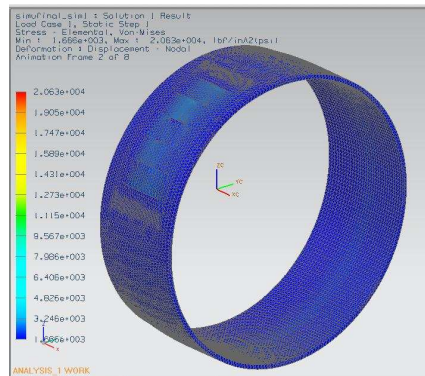 simufinal_sim1 : Solution 1 Result
Load Case 1, Static Step 1
Stress - Elemental, Von-Mises
Min : 1.666e+003, Max : 2.063e+004, lbf/in^2(psi)
Deformation : Displacement - Nodal
Animation Frame 2 of 8
2.063e+004
1.905e+004
1.747e+004
1.589e+004
1.431e+004
1.273e+004
1.115e+004
9.567e+003
7.986e+003
6.406e+003
4.826e+003
3.246e+003
1.666e+003
ZC
YC
XC
ANALYSIS_1 WORK